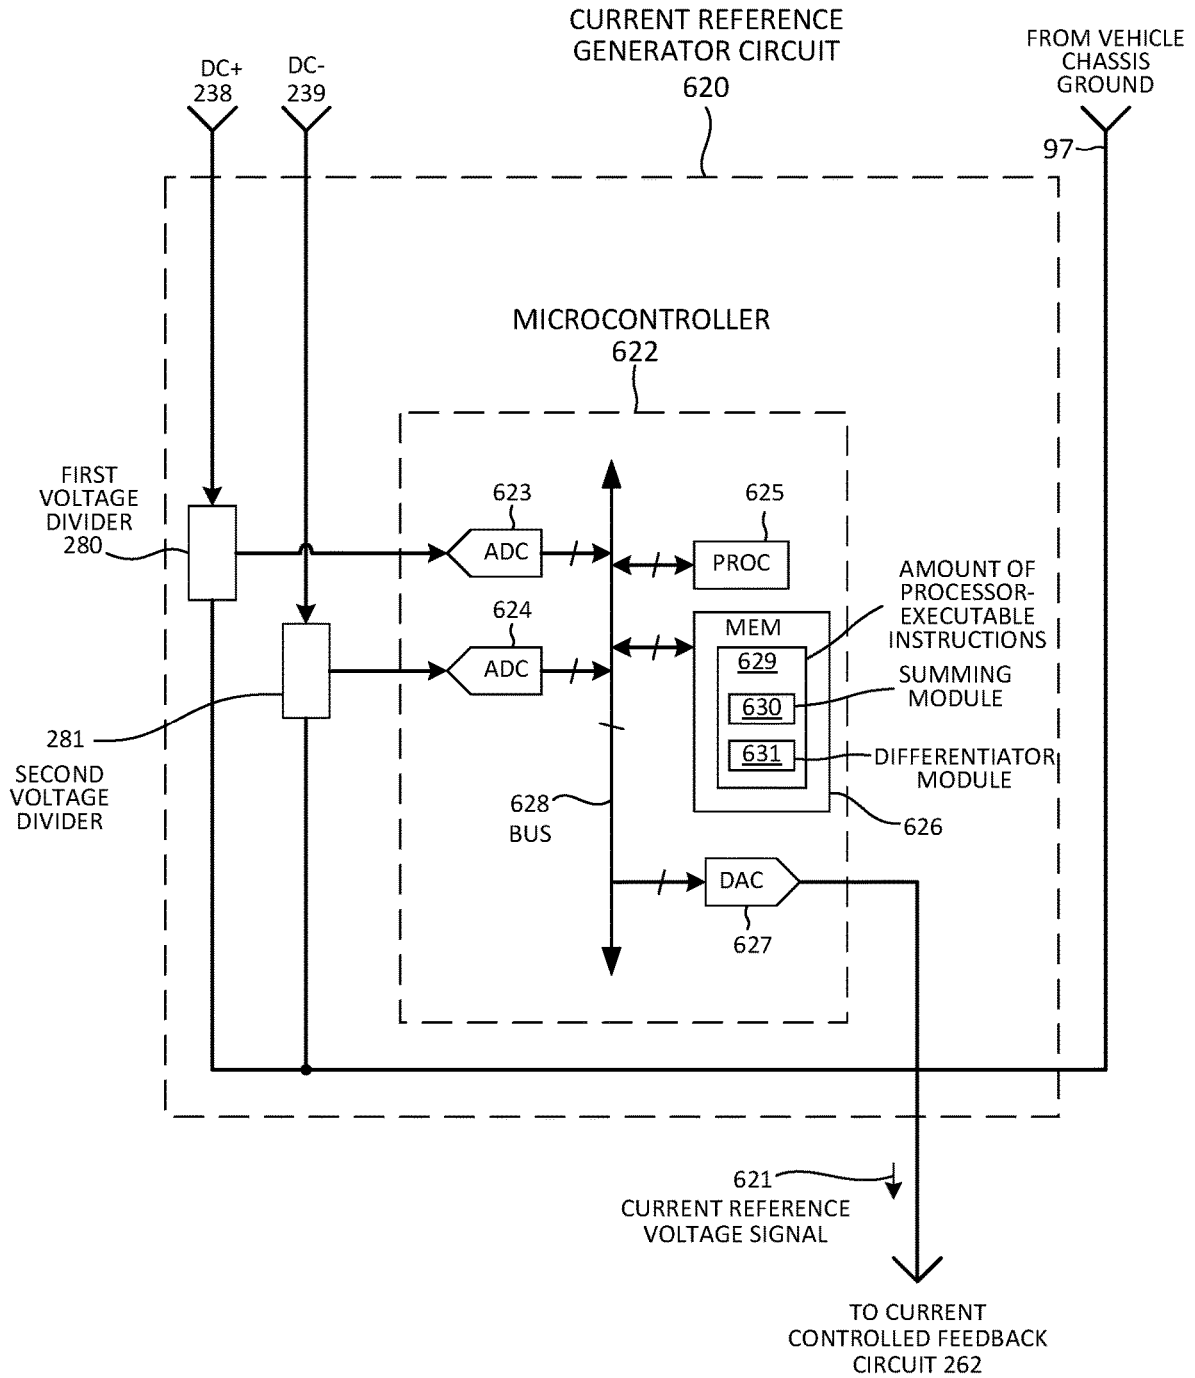 CURRENT REFERENCE
GENERATOR CIRCUIT
620
FROM VEHICLE
CHASSIS
GROUND
DC+
238
DC-
239
97
MICROCONTROLLER
622
FIRST
VOLTAGE
DIVIDER
280
623
ADC
625
PROC
AMOUNT OF
PROCESSOR-
EXECUTABLE
INSTRUCTIONS
624
ADC
MEM
629
SUMMING
MODULE
630
281
SECOND
VOLTAGE
DIVIDER
631
DIFFERENTIATOR
MODULE
628
BUS
626
DAC
627
621
CURRENT REFERENCE
VOLTAGE SIGNAL
TO CURRENT
CONTROLLED FEEDBACK
CIRCUIT 262